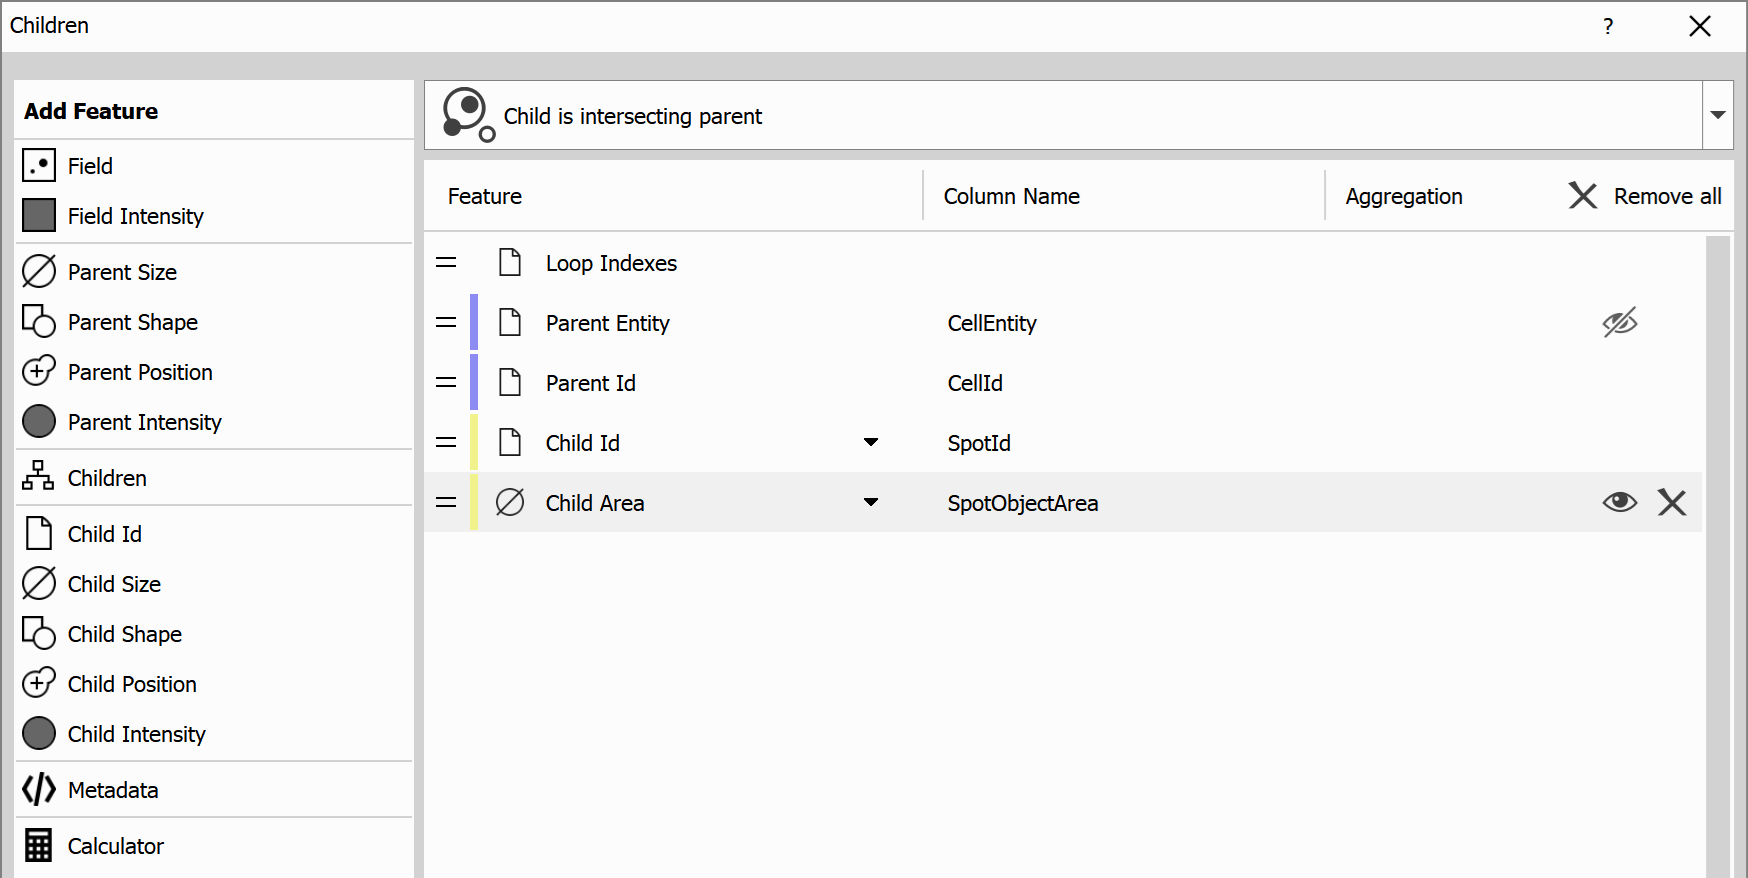 Children
?
Add Feature
Field
Field Intensity
Parent Size
Parent Shape
Parent Position
Parent Intensity
Children
Child Id
Child Size
Child Shape
Child Position
Child Intensity
Metadata
Calculator
Child is intersecting parent
Feature Column Name Aggregation Remove all
Loop Indexes
Parent Entity CellEntity
Parent Id CellId
Child Id SpotId
Child Area SpotObjectArea